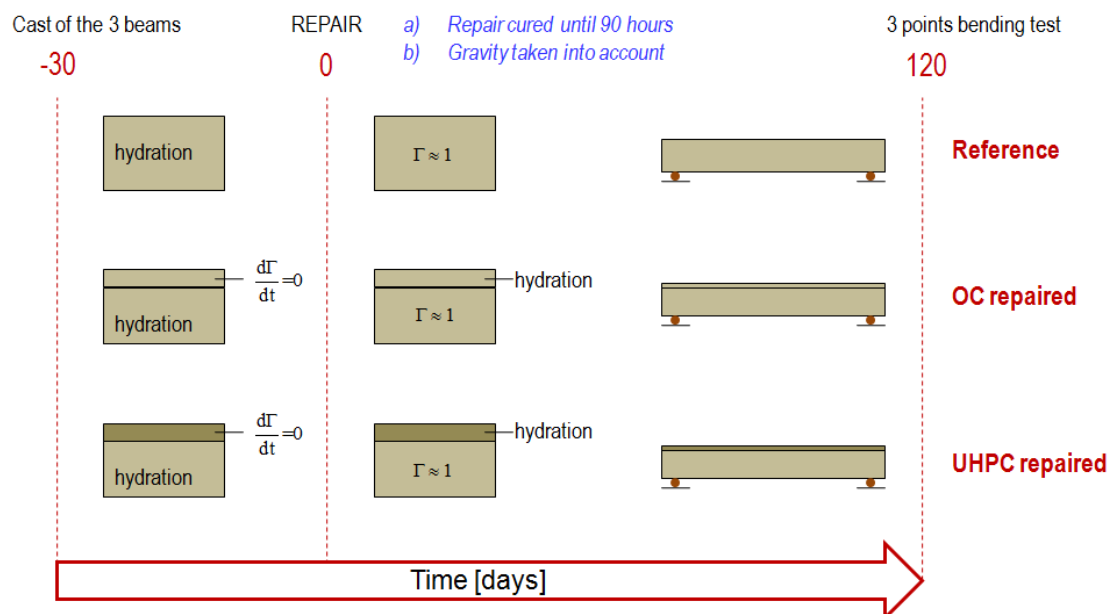 Cast of the 3 beams
REPAIR
a) Repair cured until 90 hours
b) Gravity taken into account
3 points bending test
-30
0
120
hydration
Γ ≈ 1
Reference
dΓ/dt =0
hydration
Γ ≈ 1
hydration
OC repaired
dΓ/dt =0
hydration
Γ ≈ 1
hydration
UHPC repaired
Time [days]